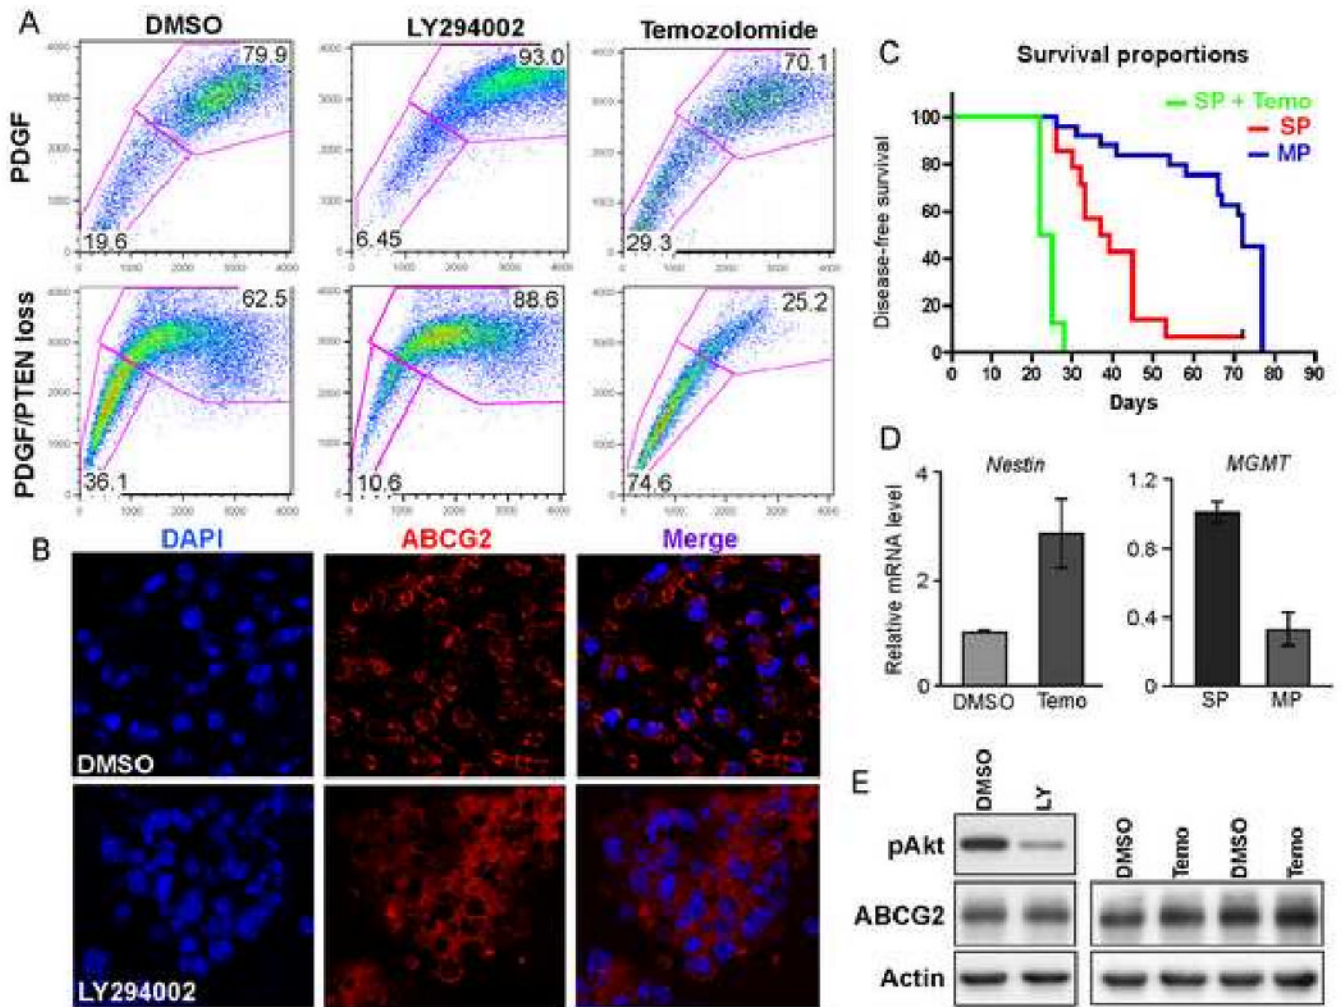 A
DMSO
LY294002
Temozolomide
PDGF
79.9
19.6
93.0
6.45
70.1
29.3
PDGF/PTEN loss
62.5
36.1
88.6
10.6
25.2
74.6
B
DAPI
ABCG2
Merge
DMSO
LY294002
C
Survival proportions
SP + Temo
SP
MP
Disease-free survival
100
80
60
40
20
0
0 10 20 30 40 50 60 70 80 90
Days
D
Nestin
MGMT
Relative mRNA level
4
2
0
DMSO Temo
1.2
0.8
0.4
0
SP MP
E
DMSO LY
DMSO Temo DMSO Temo
pAkt
ABCG2
Actin